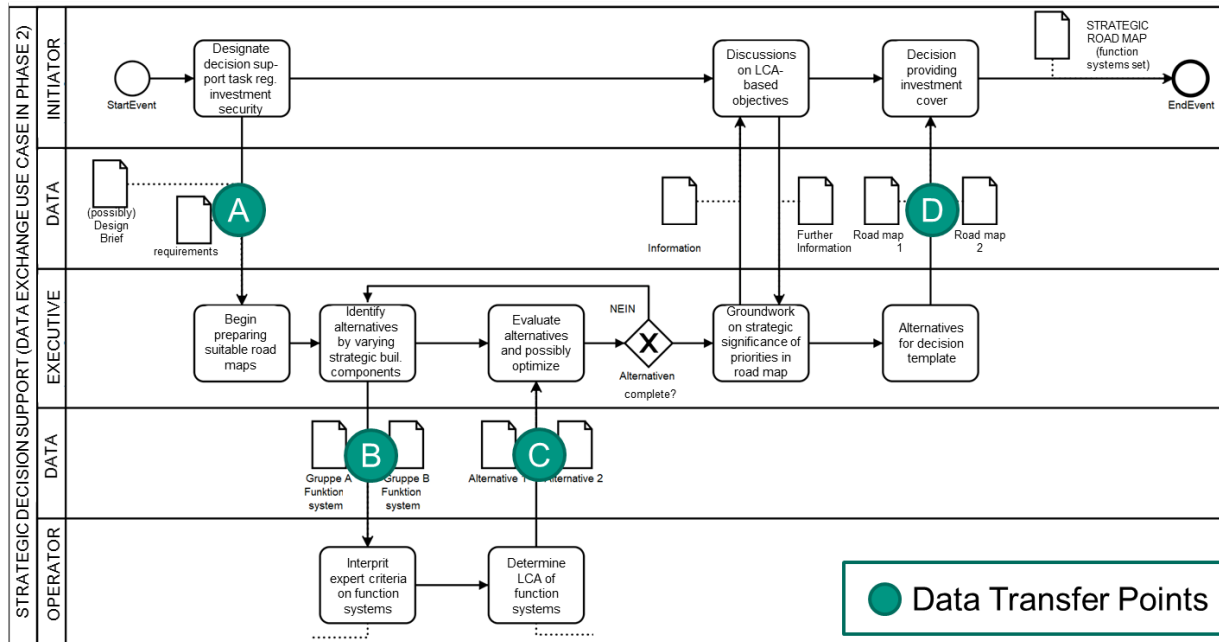 STRATEGIC DECISION SUPPORT (DATA EXCHANGE USE CASE IN PHASE 2)
INITIATOR
StartEvent
Designate
decision sup-
port task reg.
investment
security
Discussions
on LCA-
based
objectives
Decision
providing
investment
cover
STRATEGIC
ROAD MAP
(function
systems set)
EndEvent
DATA
(possibly)
Design
Brief
requirements
A
Information
Further
Information
Road map
1
D
Road map
2
EXECUTIVE
Begin
preparing
suitable road
maps
Identify
alternatives
by varying
strategic buil.
components
Evaluate
alternatives
and possibly
optimize
NEIN
X
Alternativen
complete?
Groundwork
on strategic
significance of
priorities in
road map
Alternatives
for decision
template
DATA
Gruppe A
Funktion
system
B
Gruppe B
Funktion
system
Alternative 1
C
Alternative 2
OPERATOR
Interprit
expert criteria
on function
systems
Determine
LCA of
function
systems
Data Transfer Points